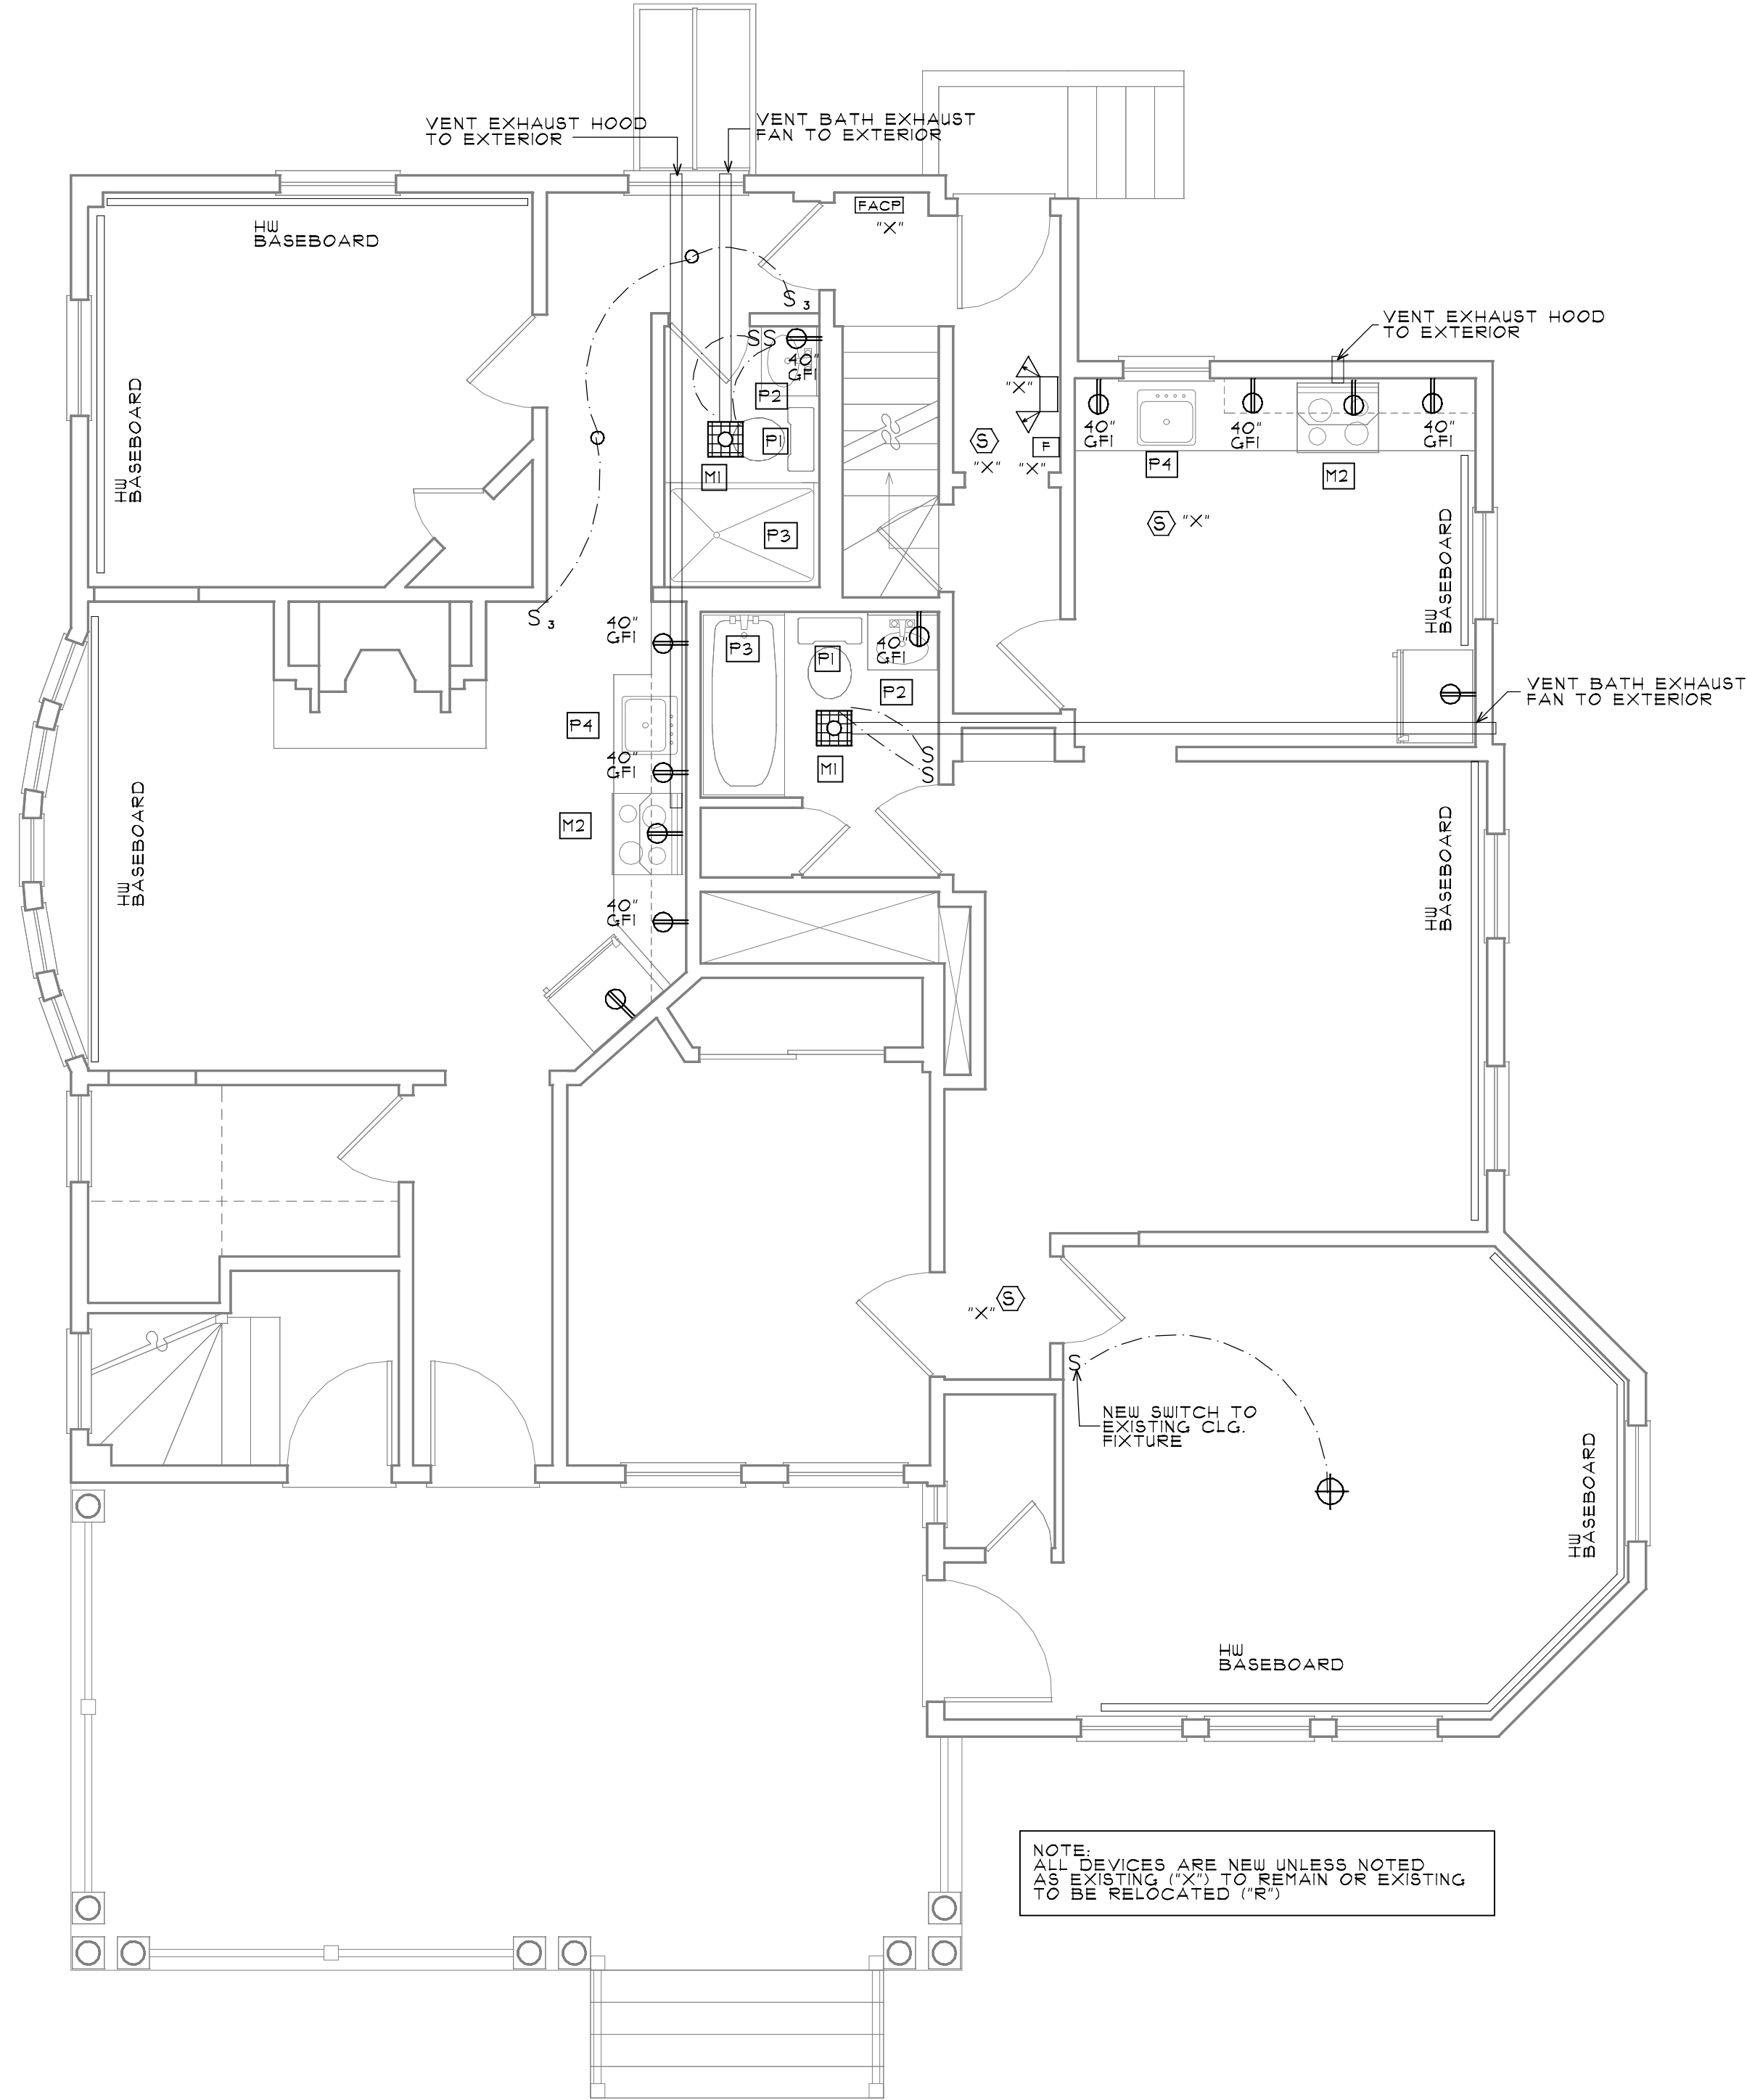 VENT EXHAUST HOOD
TO EXTERIOR
VENT BATH EXHAUST
FAN TO EXTERIOR
FACP
"X"
HW
BASEBOARD
S 3
SS
40"
GFI
P2
P1
M1
P3
HW
BASEBOARD
VENT EXHAUST HOOD
TO EXTERIOR
"X"
F
"X"
S
"X"
40"
GFI
40"
GFI
40"
GFI
P4
M2
S "X"
HW
BASEBOARD
S 3
40"
GFI
P3
P1
40"
GFI
P2
P4
40"
GFI
M1
S
S
VENT BATH EXHAUST
FAN TO EXTERIOR
M2
40"
GFI
HW
BASEBOARD
HW
BASEBOARD
"X" S
S
NEW SWITCH TO
EXISTING CLG.
FIXTURE
HW
BASEBOARD
HW
BASEBOARD
NOTE:
ALL DEVICES ARE NEW UNLESS NOTED
AS EXISTING ("X") TO REMAIN OR EXISTING
TO BE RELOCATED ("R")